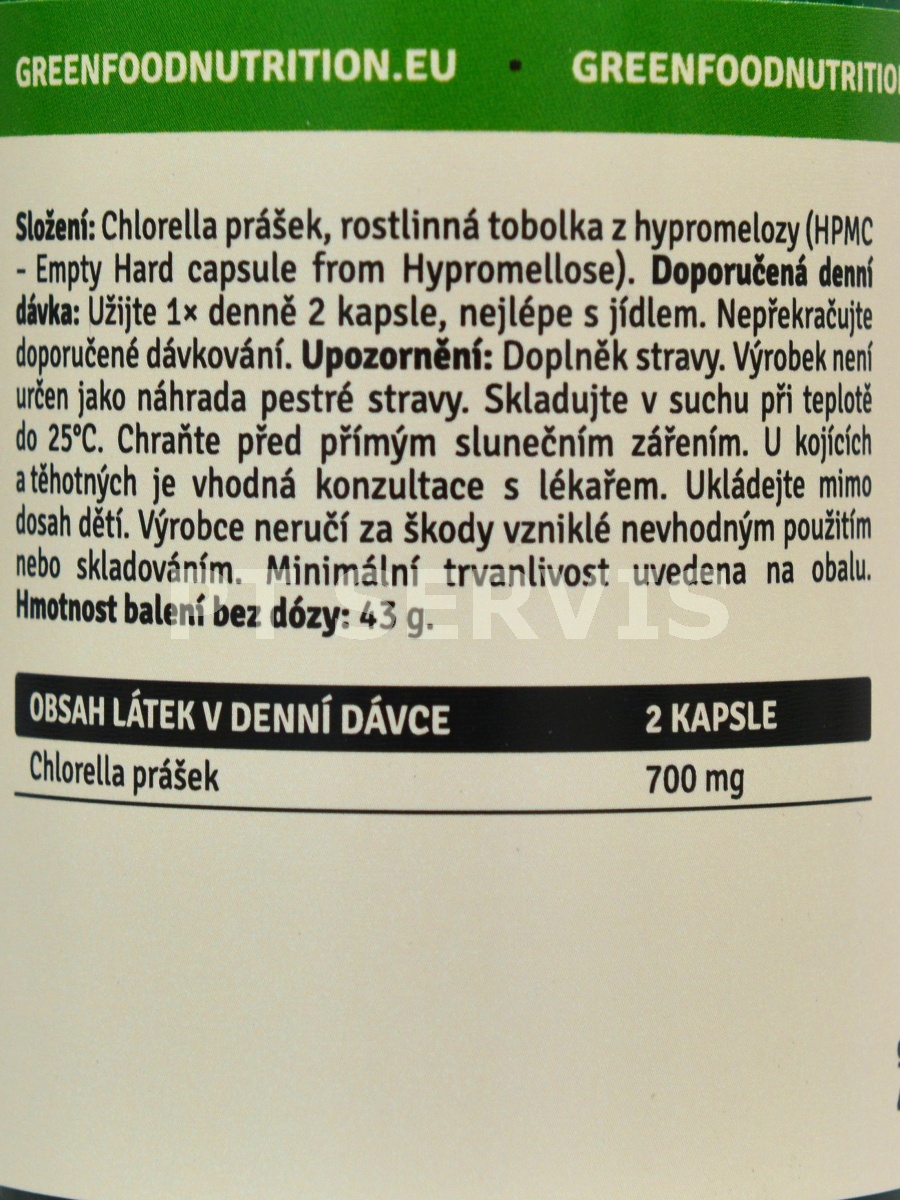 GREENFOODNUTRITION.EU • GREENFOODNUTRITION
Složení: Chlorella prášek, rostlinná tobolka z hypromelozy (HPMC
- Empty Hard capsule from Hypromellose). Doporučená denní
dávka: Užijte 1× denně 2 kapsle, nejlépe s jídlem. Nepřekračujte
doporučené dávkování. Upozornění: Doplněk stravy. Výrobek není
určen jako náhrada pestré stravy. Skladujte v suchu při teplotě
do 25°C. Chraňte před přímým slunečním zářením. U kojících
a těhotných je vhodná konzultace s lékařem. Ukládejte mimo
dosah dětí. Výrobce neručí za škody vzniklé nevhodným použitím
nebo skladováním. Minimální trvanlivost uvedena na obalu.
Hmotnost balení bez dózy: 43 g.
PT SERVIS
OBSAH LÁTEK V DENNÍ DÁVCE 2 KAPSLE
Chlorella prášek 700 mg